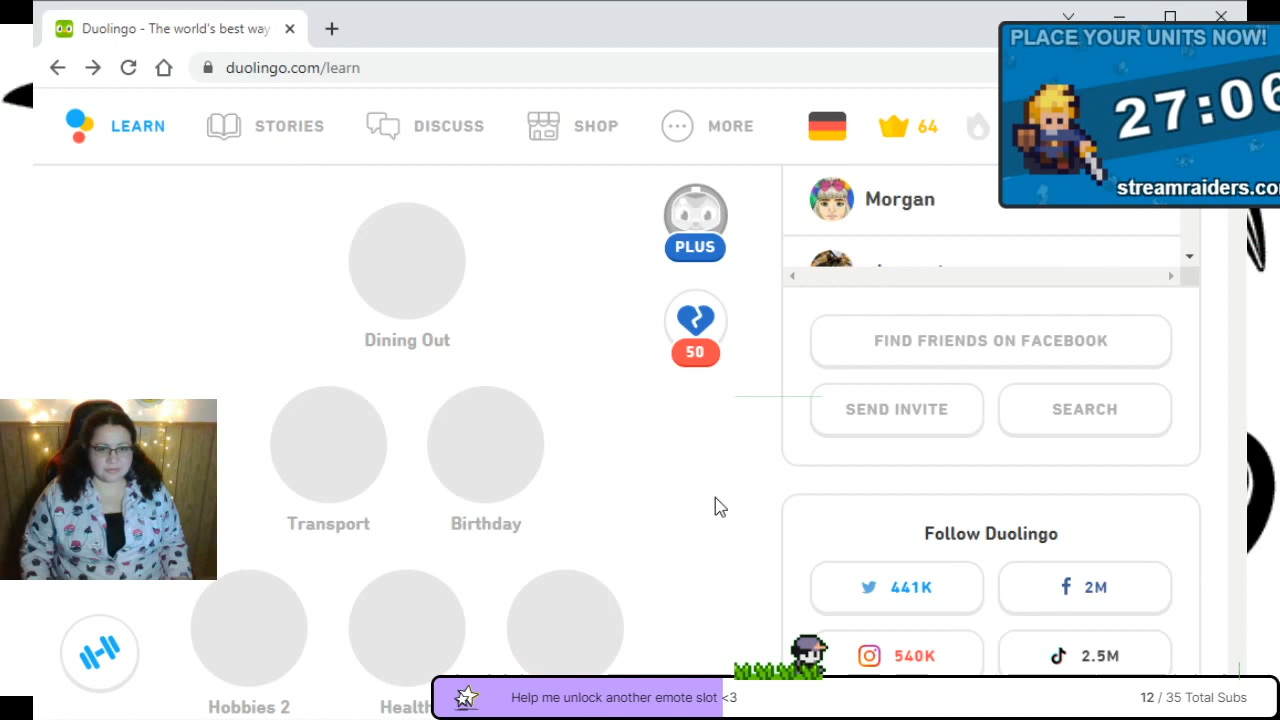 Duolingo - The world's best way
duolingo.com/learn
PLACE YOUR UNITS NOW!
27:06
streamraiders.co
LEARN
STORIES
DISCUSS
SHOP
MORE
64
PLUS
50
Morgan
Dining Out
Transport
Birthday
Hobbies 2
Health
FIND FRIENDS ON FACEBOOK
SEND INVITE
SEARCH
Follow Duolingo
441K
2M
540K
2.5M
Help me unlock another emote slot <3
12 / 35 Total Subs